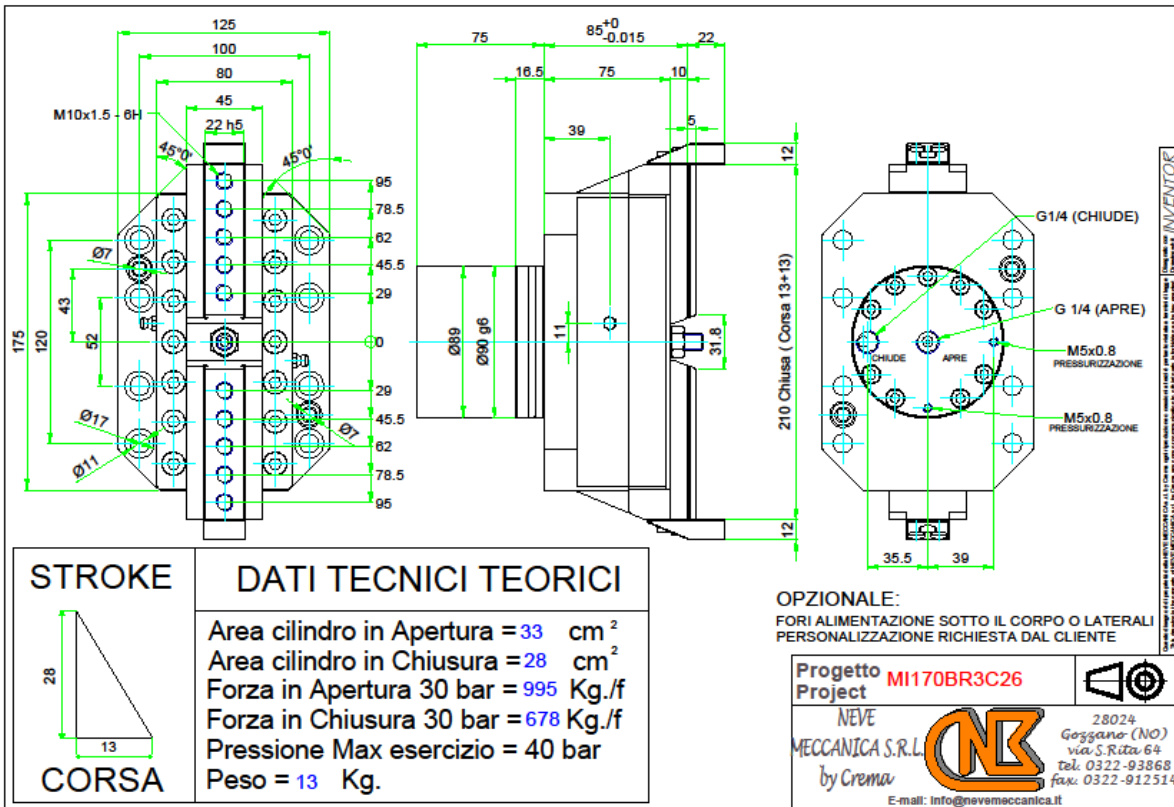 125
100
80
45
22 h5
M10x1.5 - 6H
45°0'
45°0'
95
78.5
62
45.5
29
0
29
45.5
62
78.5
95
175
120
43
52
Ø7
Ø17
Ø11
Ø7
75
85 +0 -0.015
22
16.5
75
10
5
39
12
11
Ø89
Ø90 g6
31.8
210 Chiusa ( Corsa 13+13)
12
G1/4 (CHIUDE)
G 1/4 (APRE)
CHIUDE
APRE
M5x0.8
PRESSURIZZAZIONE
M5x0.8
PRESSURIZZAZIONE
35.5
39
INVENTOR
STROKE
28
13
CORSA
DATI TECNICI TEORICI
Area cilindro in Apertura = 33 cm²
Area cilindro in Chiusura = 28 cm²
Forza in Apertura 30 bar = 995 Kg./f
Forza in Chiusura 30 bar = 678 Kg./f
Pressione Max esercizio = 40 bar
Peso = 13 Kg.
OPZIONALE:
FORI ALIMENTAZIONE SOTTO IL CORPO O LATERALI
PERSONALIZZAZIONE RICHIESTA DAL CLIENTE
Progetto
Project
MI170BR3C26
NEVE
MECCANICA S.R.L.
by Crema
28024
Gozzano (NO)
via S.Rita 64
tel. 0322-93868
fax. 0322-912514
E-mail: info@nevemeccanica.it